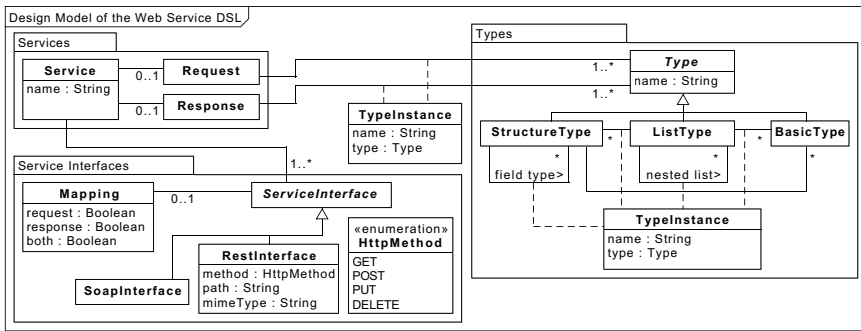 Design Model of the Web Service DSL
Services
Service
name : String
0..1
Request
0..1
Response
TypeInstance
name : String
type : Type
1..*
Service Interfaces
Mapping
request : Boolean
response : Boolean
both : Boolean
0..1
ServiceInterface
SoapInterface
RestInterface
method : HttpMethod
path : String
mimeType : String
«enumeration»
HttpMethod
GET
POST
PUT
DELETE
Types
1..*
1..*
Type
name : String
StructureType
*
*
field type>
ListType
*
*
nested list>
BasicType
*
TypeInstance
name : String
type : Type